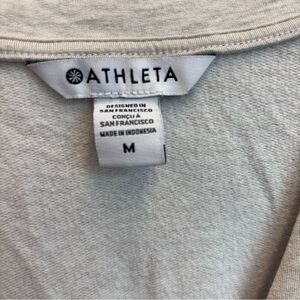 ATHLETA
DESIGNED IN
SAN FRANCISCO
CONÇU À
SAN FRANCISCO
MADE IN INDONESIA
M